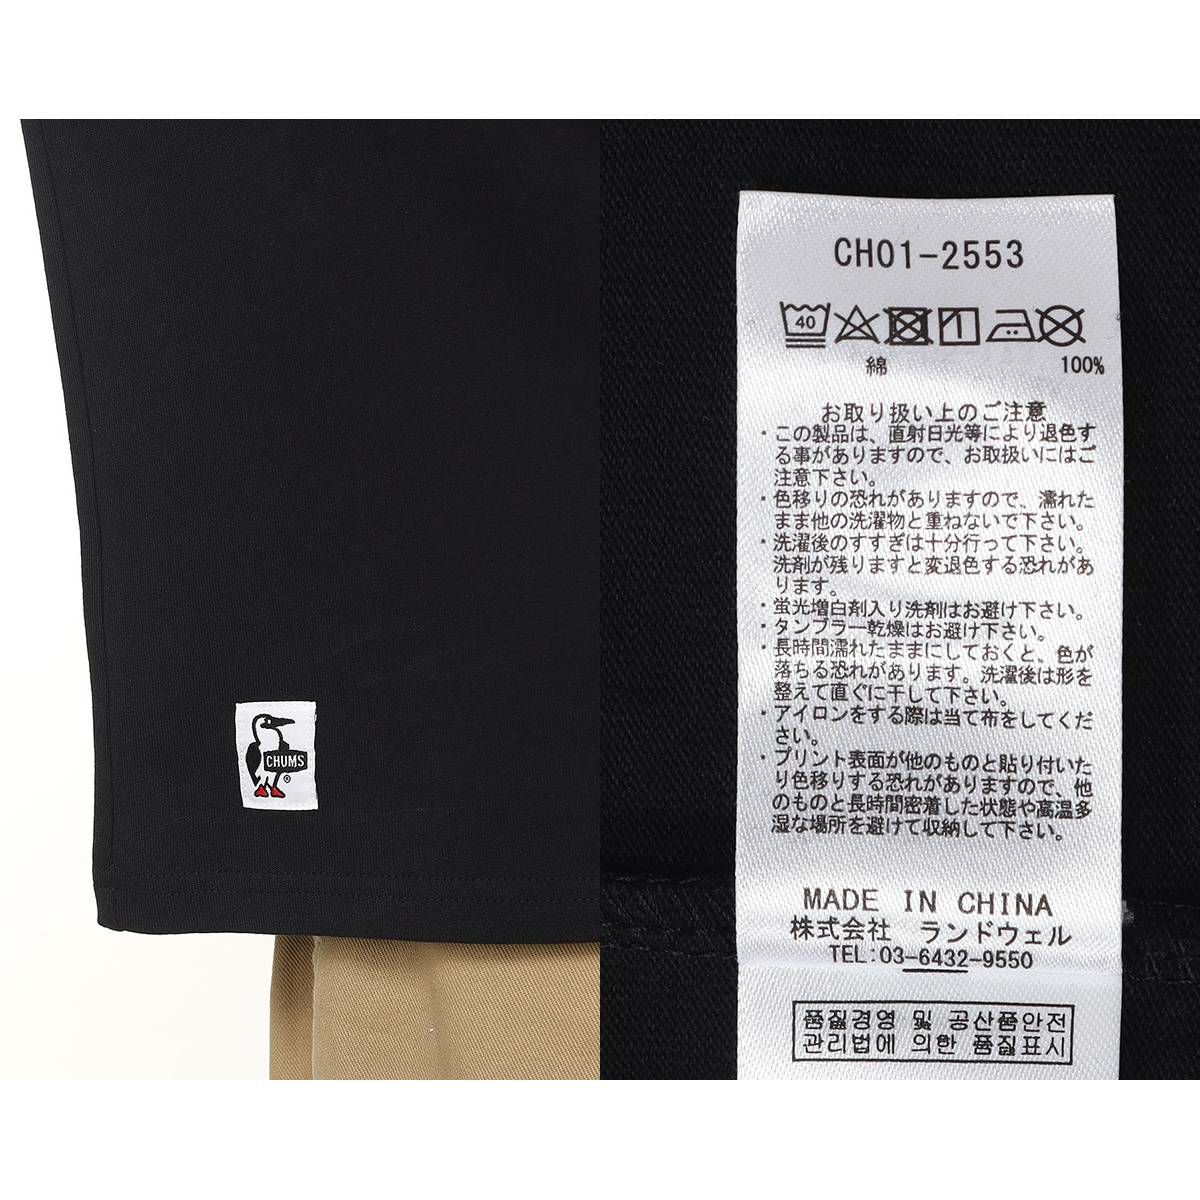 CHUMS
®
CH01-2553
40
綿 100%
お取り扱い上のご注意
・この製品は、直射日光等により退色す
る事がありますので、お取扱いにはご
注意下さい。
・色移りの恐れがありますので、濡れた
まま他の洗濯物と重ねないで下さい。
・洗濯後のすすぎは十分行って下さい。
洗剤が残りますと変退色する恐れがあ
ります。
・蛍光増白剤入り洗剤はお避け下さい。
・タンブラー乾燥はお避け下さい。
・長時間濡れたままにしておくと、色が
落ちる恐れがあります。洗濯後は形を
整えて直ぐに干して下さい。
・アイロンをする際は当て布をしてくだ
さい。
・プリント表面が他のものと貼り付いた
り色移りする恐れがありますので、他
のものと長時間密着した状態や高温多
湿な場所を避けて収納して下さい。
MADE IN CHINA
株式会社 ランドウェル
TEL:03-6432-9550
품질경영 및 공산품안전
관리법에 의한 품질표시